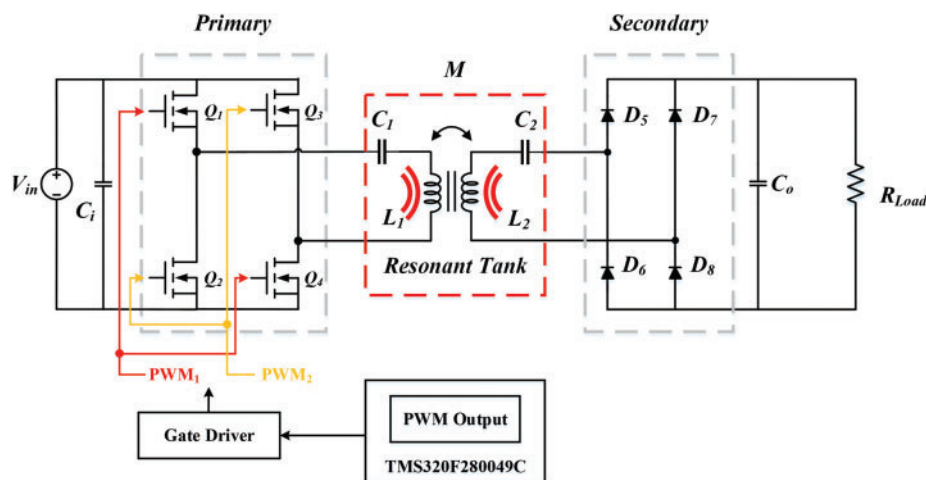 Primary
Secondary
M
Q1
Q3
C1
C2
D5
D7
Vin
Ci
L1
L2
Co
RLoad
Q2
Q4
Resonant Tank
D6
D8
PWM1
PWM2
Gate Driver
PWM Output
TMS320F280049C